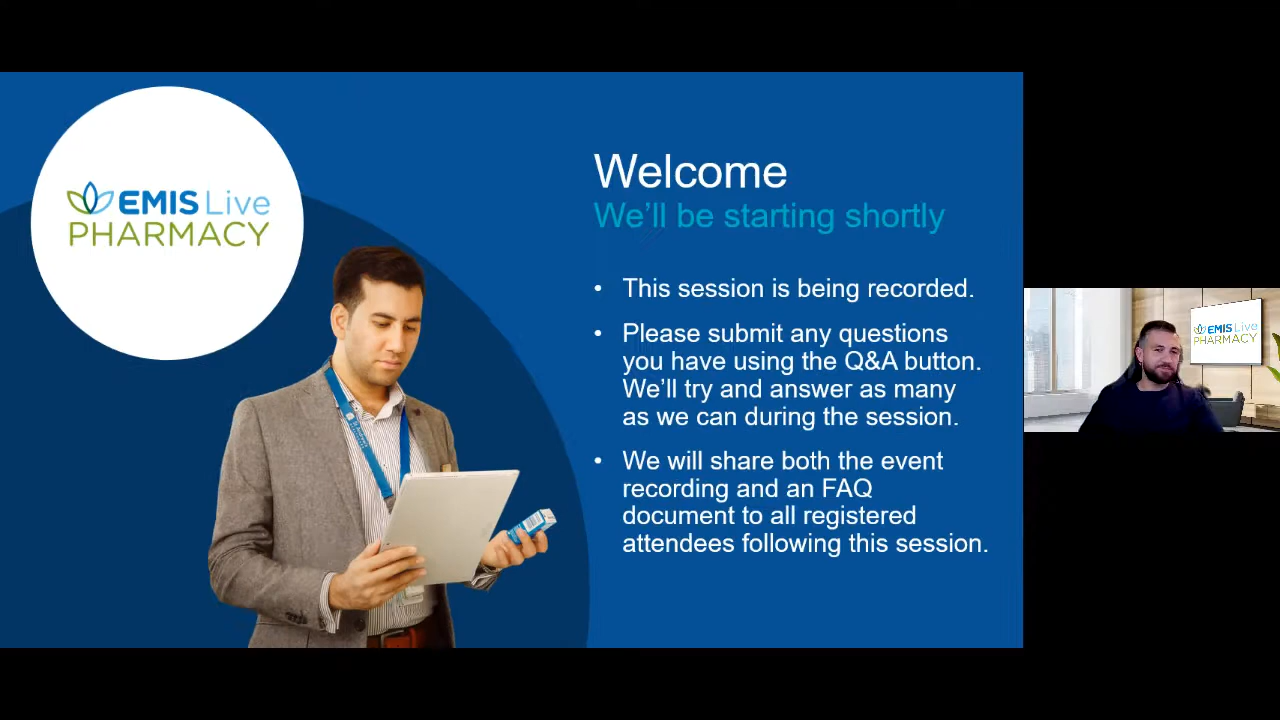 EMIS Live
PHARMACY
Welcome
We'll be starting shortly
• This session is being recorded.
• Please submit any questions
you have using the Q&A button.
We'll try and answer as many
as we can during the session.
• We will share both the event
recording and an FAQ
document to all registered
attendees following this session.
EMIS Live
PHARMACY